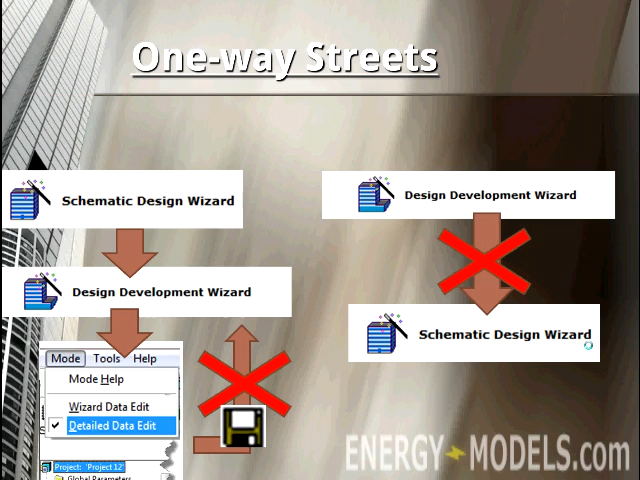 One-way Streets
Schematic Design Wizard
Design Development Wizard
Mode Tools Help
Mode Help
Wizard Data Edit
Detailed Data Edit
Project: 'Project 12'
Global Parameters
Design Development Wizard
Schematic Design Wizard
ENERGY-MODELS.com